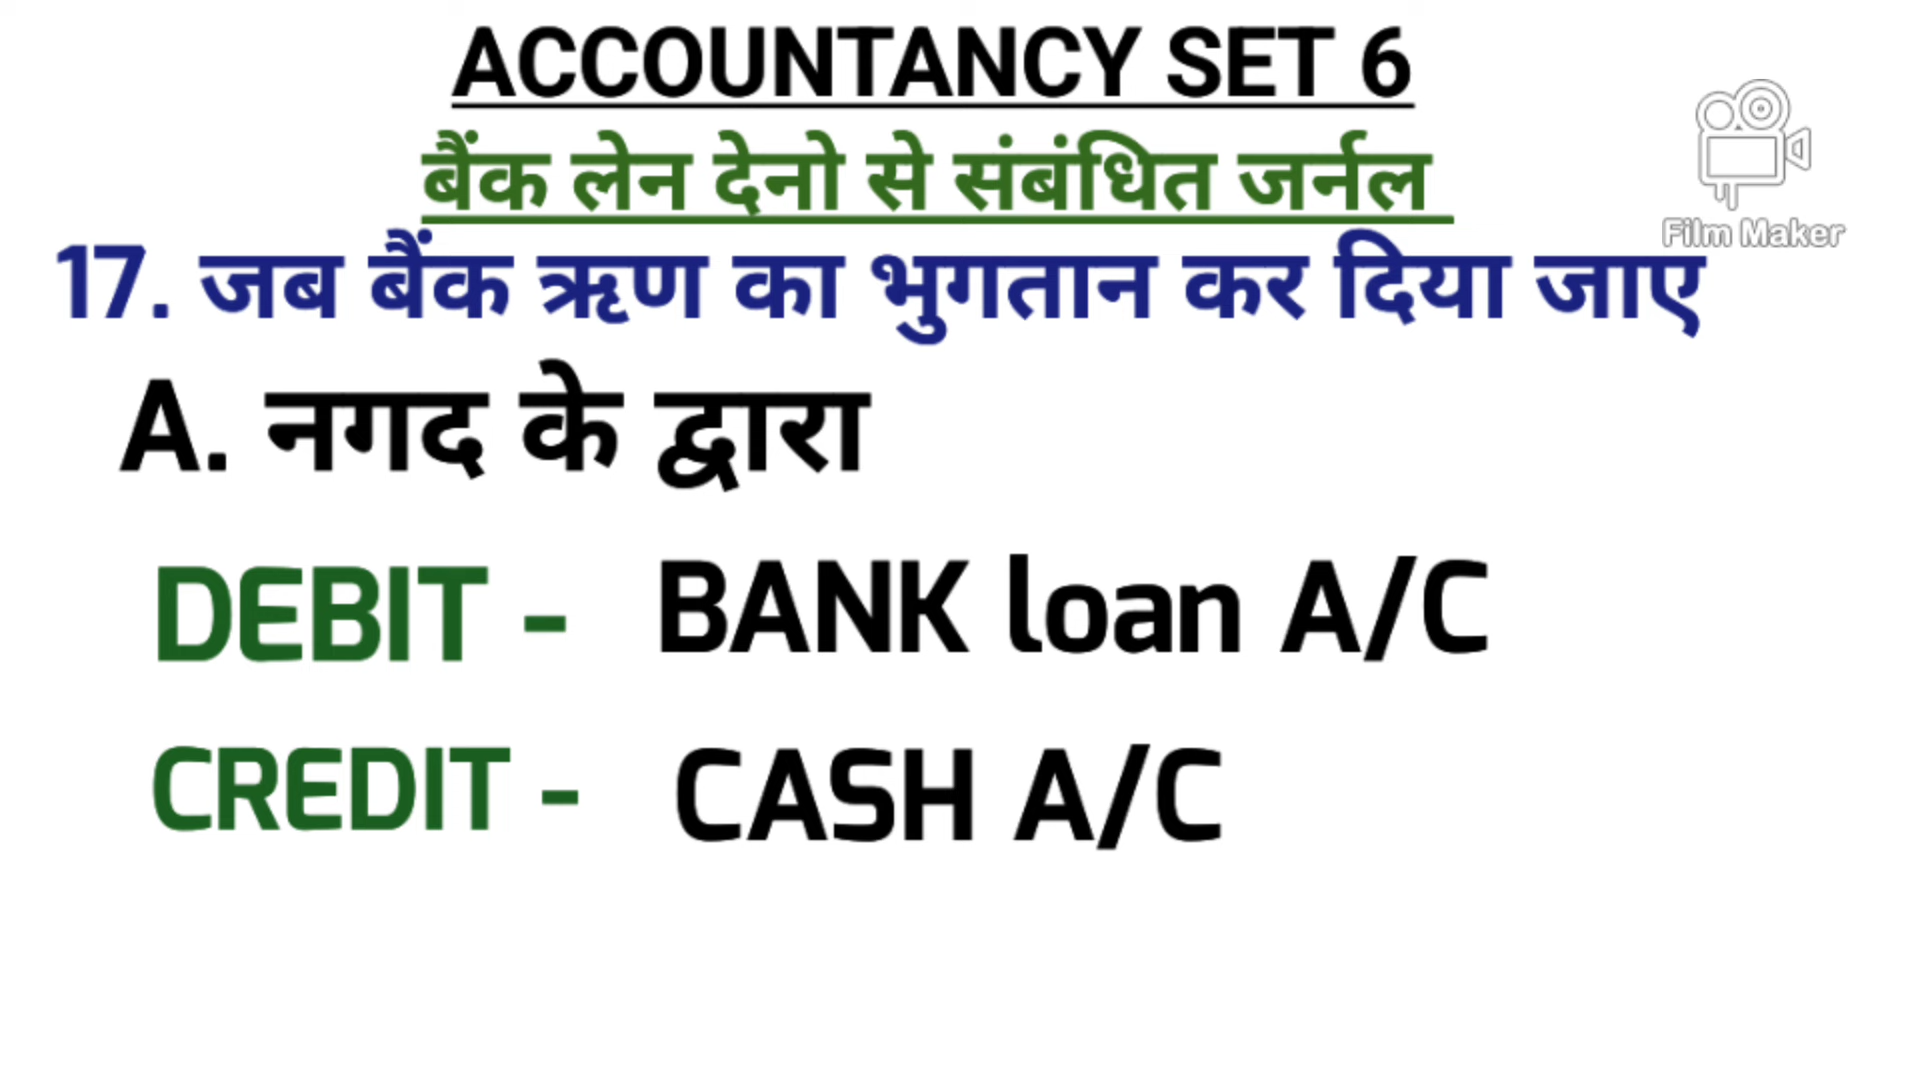 ACCOUNTANCY SET 6
बैंक लेन देनो से संबंधित जर्नल
Film Maker
17. जब बैंक ऋण का भुगतान कर दिया जाए
A. नगद के द्वारा
DEBIT - BANK loan A/C
CREDIT - CASH A/C